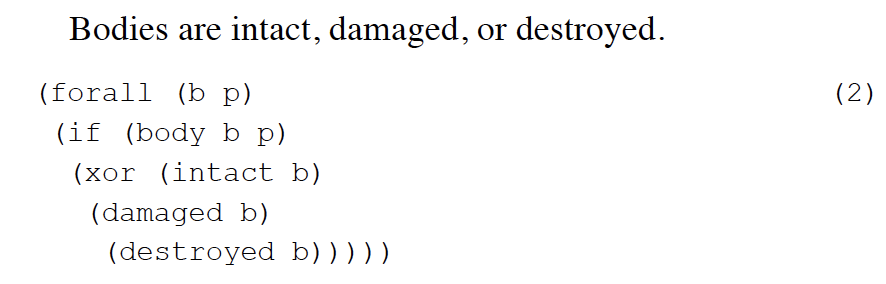 Bodies are intact, damaged, or destroyed.
(forall (b p) (2)
(if (body b p)
(xor (intact b)
(damaged b)
(destroyed b)))))